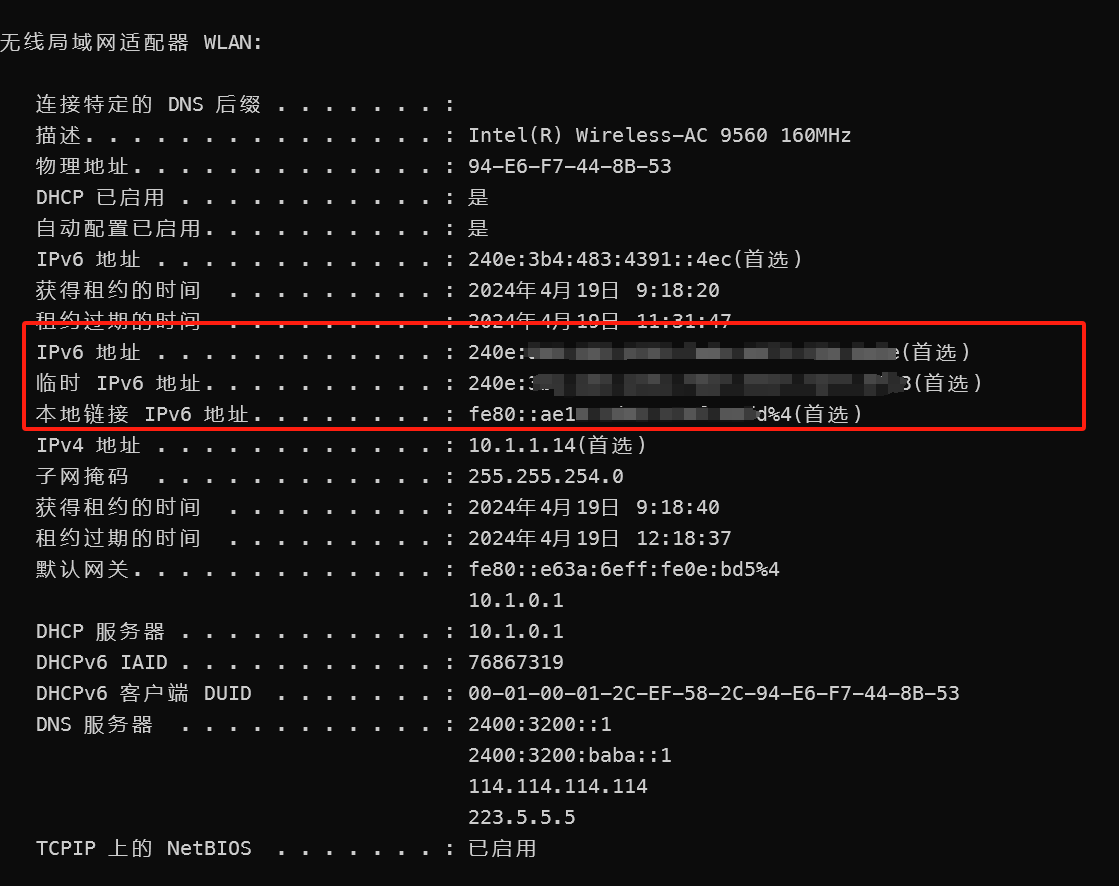 无线局域网适配器 WLAN:
连接特定的 DNS 后缀 . . . . . . . :
描述. . . . . . . . . . . . . . . : Intel(R) Wireless-AC 9560 160MHz
物理地址. . . . . . . . . . . . . : 94-E6-F7-44-8B-53
DHCP 已启用 . . . . . . . . . . . : 是
自动配置已启用. . . . . . . . . . : 是
IPv6 地址 . . . . . . . . . . . . : 240e:3b4:483:4391::4ec(首选)
获得租约的时间  . . . . . . . . . : 2024年4月19日 9:18:20
租约过期的时间  . . . . . . . . . : 2024年4月19日 11:31:47
IPv6 地址 . . . . . . . . . . . . : 240e: (首选)
临时 IPv6 地址. . . . . . . . . . : 240e: (首选)
本地链接 IPv6 地址. . . . . . . . : fe80::ae1 d%4(首选)
IPv4 地址 . . . . . . . . . . . . : 10.1.1.14(首选)
子网掩码  . . . . . . . . . . . . : 255.255.254.0
获得租约的时间  . . . . . . . . . : 2024年4月19日 9:18:40
租约过期的时间  . . . . . . . . . : 2024年4月19日 12:18:37
默认网关. . . . . . . . . . . . . : fe80::e63a:6eff:fe0e:bd5%4
10.1.0.1
DHCP 服务器 . . . . . . . . . . . : 10.1.0.1
DHCPv6 IAID . . . . . . . . . . . : 76867319
DHCPv6 客户端 DUID  . . . . . . . : 00-01-00-01-2C-EF-58-2C-94-E6-F7-44-8B-53
DNS 服务器  . . . . . . . . . . . : 2400:3200::1
2400:3200:baba::1
114.114.114.114
223.5.5.5
TCPIP 上的 NetBIOS  . . . . . . . : 已启用